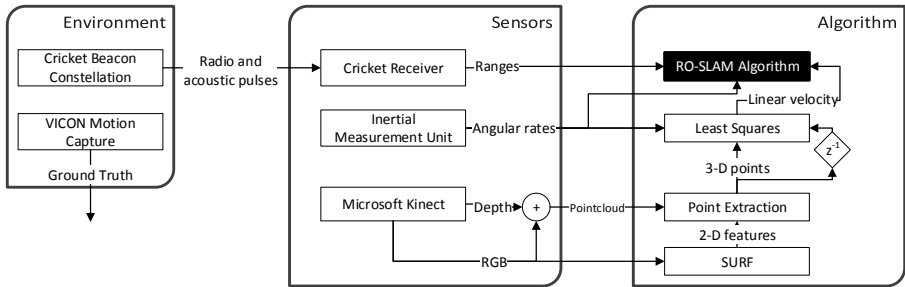 Environment
Cricket Beacon
Constellation
VICON Motion
Capture
Ground Truth
Radio and
acoustic pulses
Sensors
Cricket Receiver
Ranges
Inertial
Measurement Unit
Angular rates
Microsoft Kinect
Depth
+
Pointcloud
RGB
Algorithm
RO-SLAM Algorithm
Linear velocity
Least Squares
z-1
3-D points
Point Extraction
2-D features
SURF